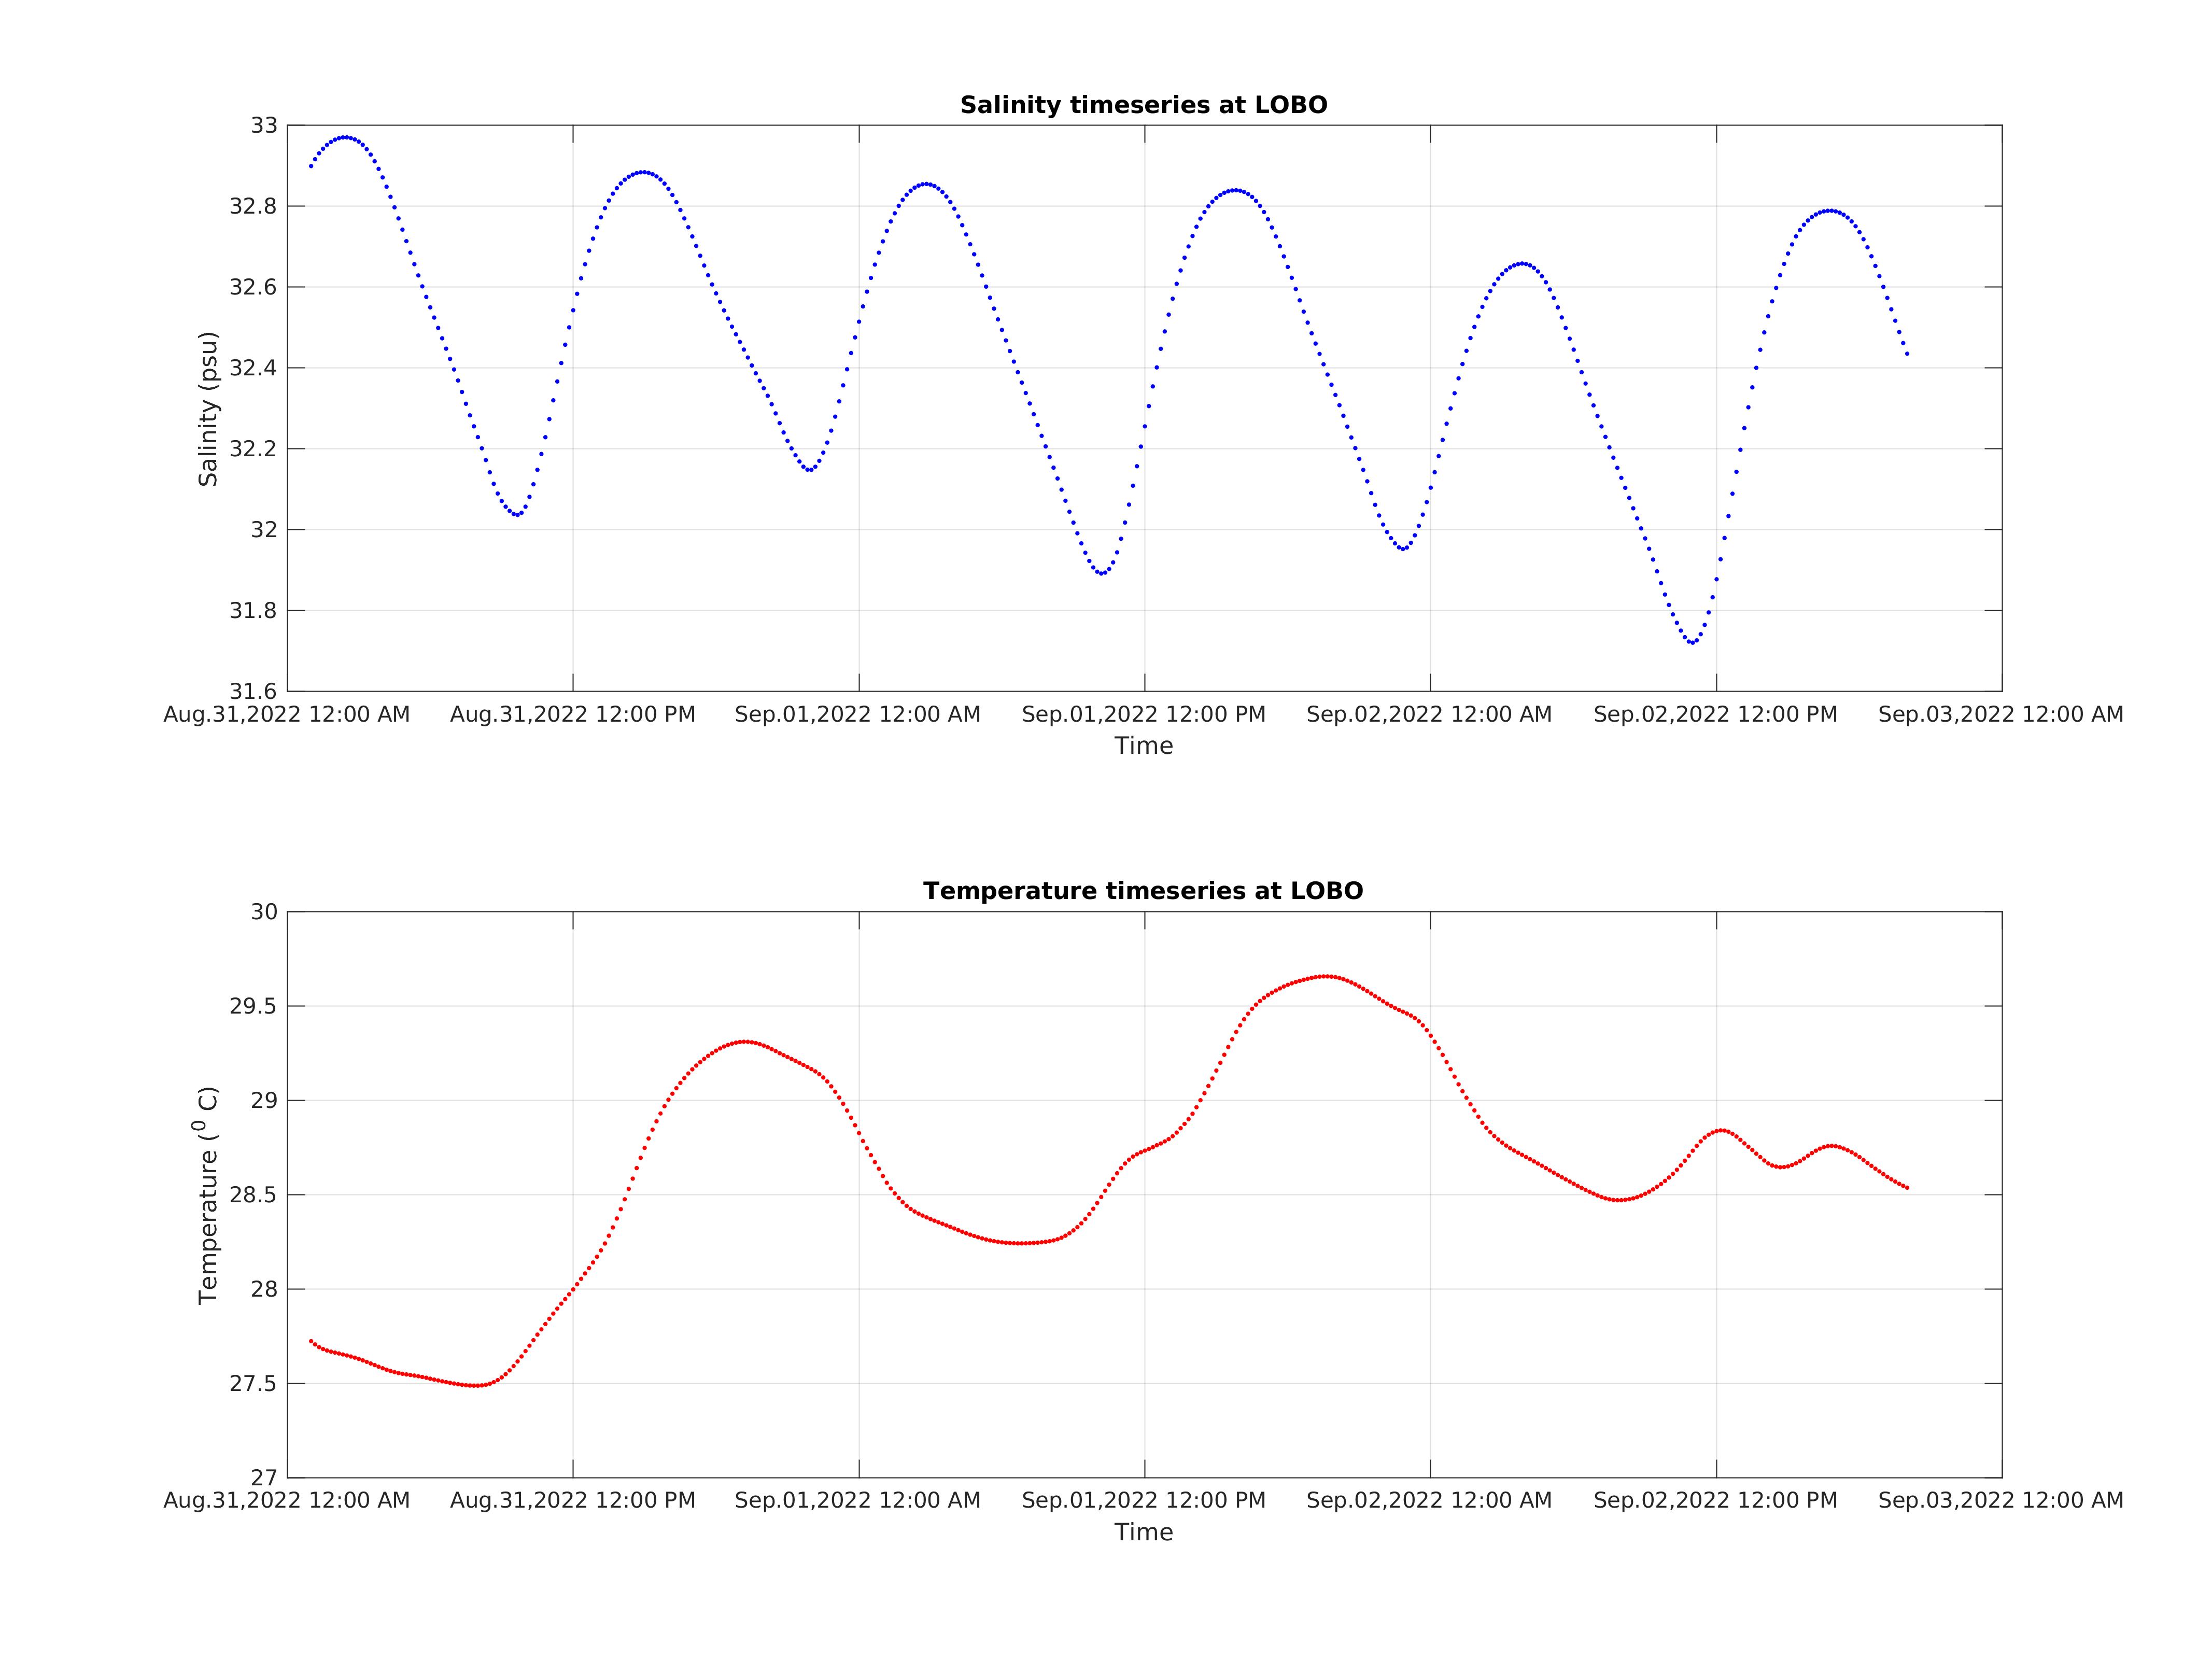 Salinity timeseries at LOBO
33
32.8
32.6
32.4
32.2
32
31.8
31.6
Salinity (psu)
Aug.31,2022 12:00 AM Aug.31,2022 12:00 PM Sep.01,2022 12:00 AM Sep.01,2022 12:00 PM Sep.02,2022 12:00 AM Sep.02,2022 12:00 PM Sep.03,2022 12:00 AM
Time
Temperature timeseries at LOBO
30
29.5
29
28.5
28
27.5
27
Temperature (⁰ C)
Aug.31,2022 12:00 AM Aug.31,2022 12:00 PM Sep.01,2022 12:00 AM Sep.01,2022 12:00 PM Sep.02,2022 12:00 AM Sep.02,2022 12:00 PM Sep.03,2022 12:00 AM
Time